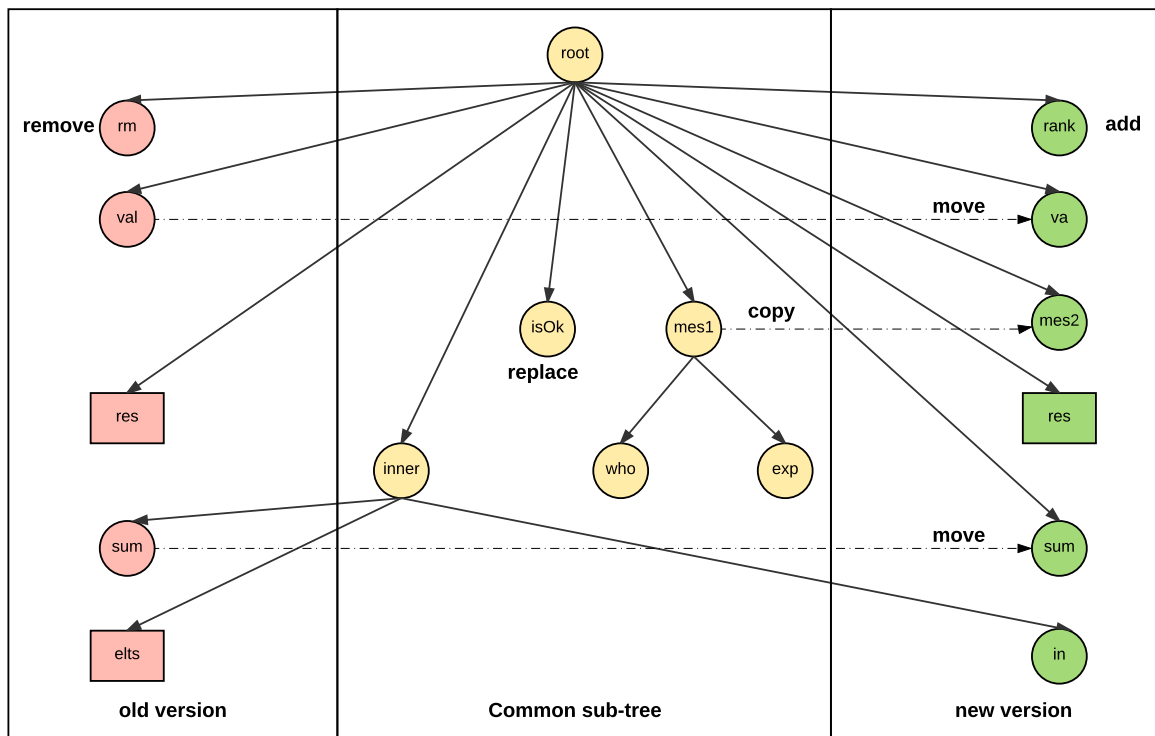 root
remove
rm
rank
add
val
move
va
isOk
replace
mes1
copy
mes2
res
res
inner
who
exp
sum
move
sum
elts
in
old version
Common sub-tree
new version